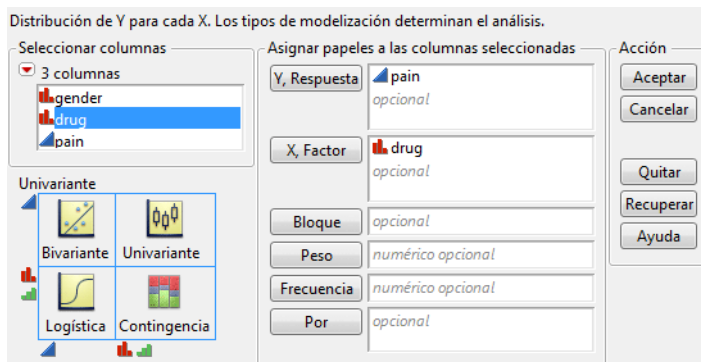 Distribución de Y para cada X. Los tipos de modelización determinan el análisis.
Seleccionar columnas
3 columnas
gender
drug
pain
Univariante
Bivariante Univariante
Logística Contingencia
Asignar papeles a las columnas seleccionadas
Y, Respuesta pain
opcional
X, Factor drug
opcional
Bloque opcional
Peso numérico opcional
Frecuencia numérico opcional
Por opcional
Acción
Aceptar
Cancelar
Quitar
Recuperar
Ayuda